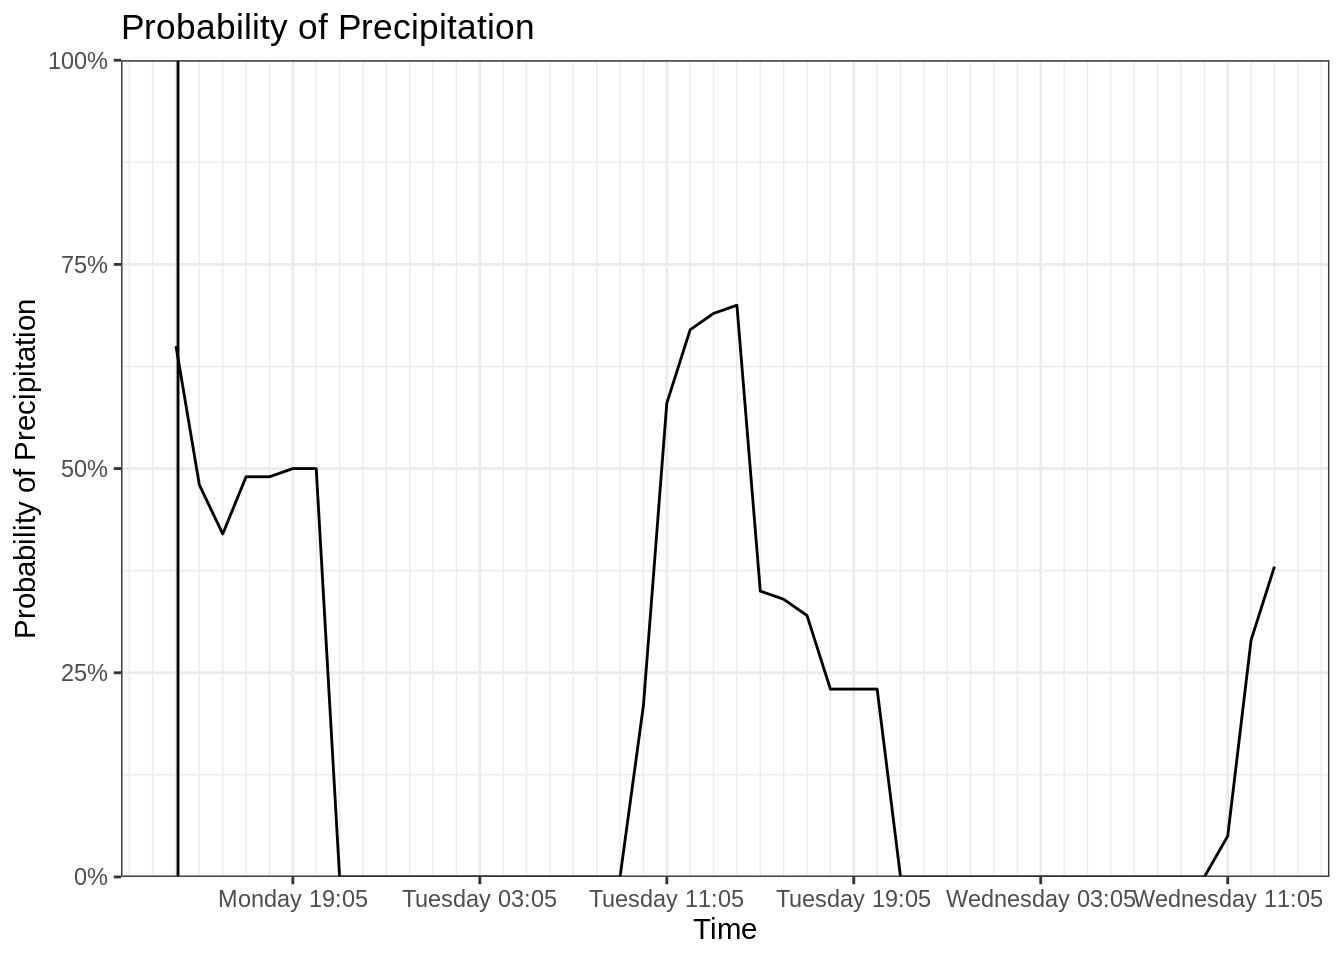 Probability of Precipitation
Probability of Precipitation
100%
75%
50%
25%
0%
Monday 19:05 Tuesday 03:05 Tuesday 11:05 Tuesday 19:05 Wednesday 03:05 Wednesday 11:05
Time